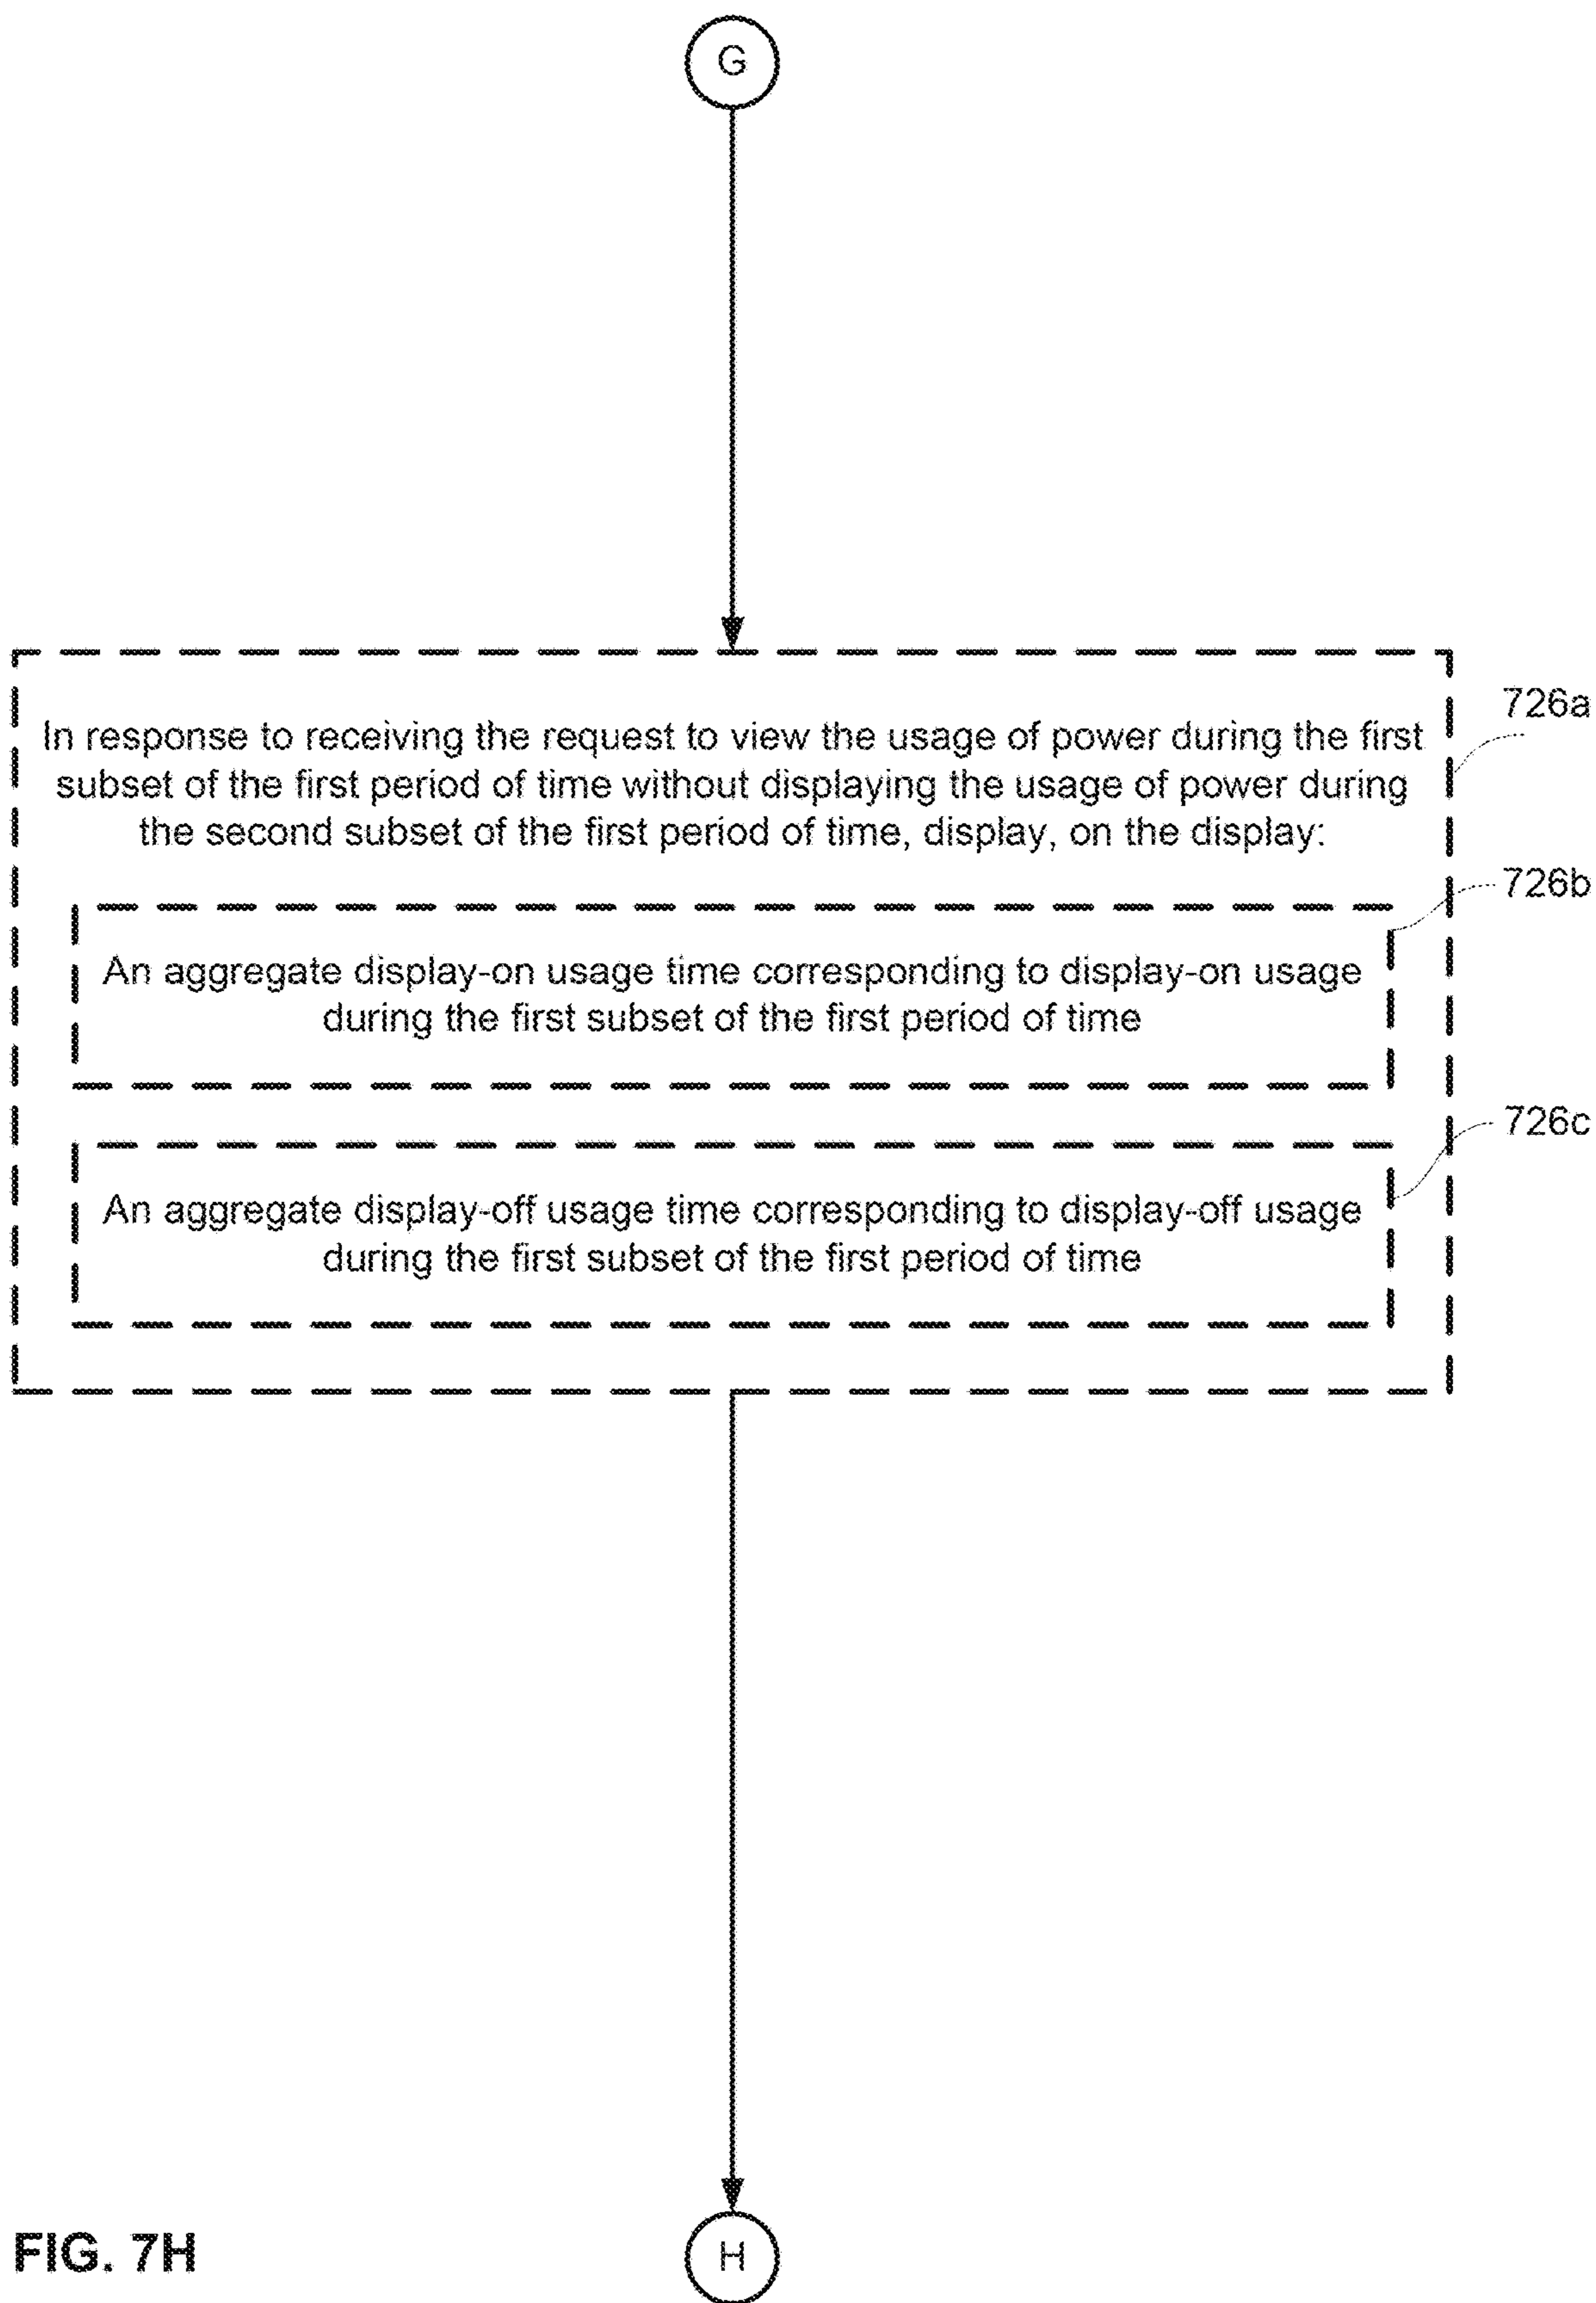 G
726a
In response to receiving the request to view the usage of power during the first
subset of the first period of time without displaying the usage of power during
the second subset of the first period of time, display, on the display:
726b
An aggregate display-on usage time corresponding to display-on usage
during the first subset of the first period of time
726c
An aggregate display-off usage time corresponding to display-off usage
during the first subset of the first period of time
FIG. 7H
H